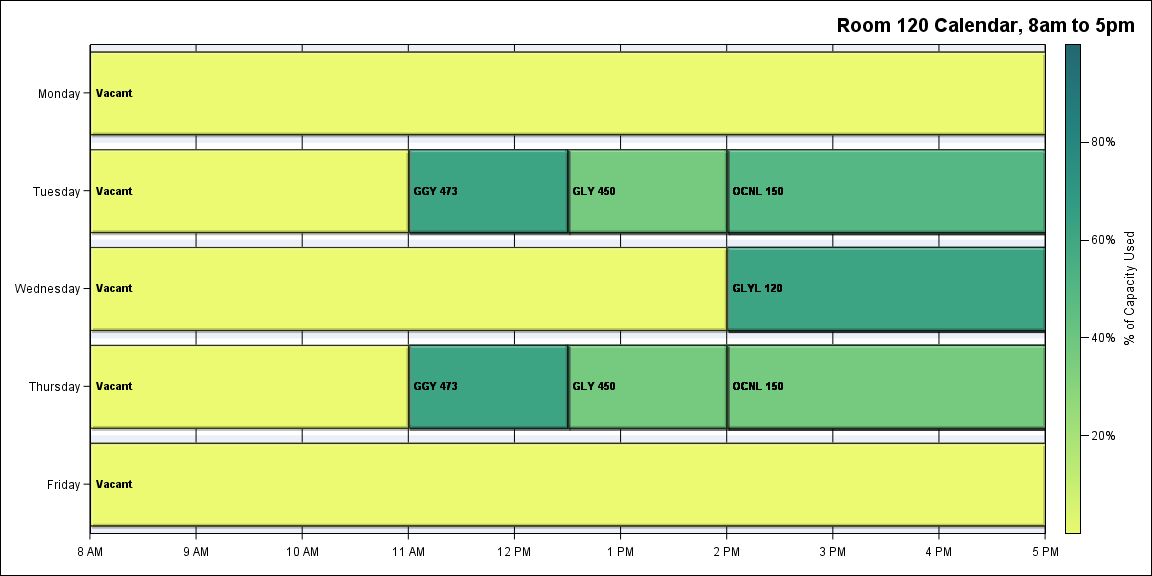 Room 120 Calendar, 8am to 5pm
Monday
Vacant
Tuesday
Vacant
GGY 473
GLY 450
OCNL 150
Wednesday
Vacant
GLYL 120
Thursday
Vacant
GGY 473
GLY 450
OCNL 150
Friday
Vacant
8 AM
9 AM
10 AM
11 AM
12 PM
1 PM
2 PM
3 PM
4 PM
5 PM
80%
60%
40%
20%
% of Capacity Used